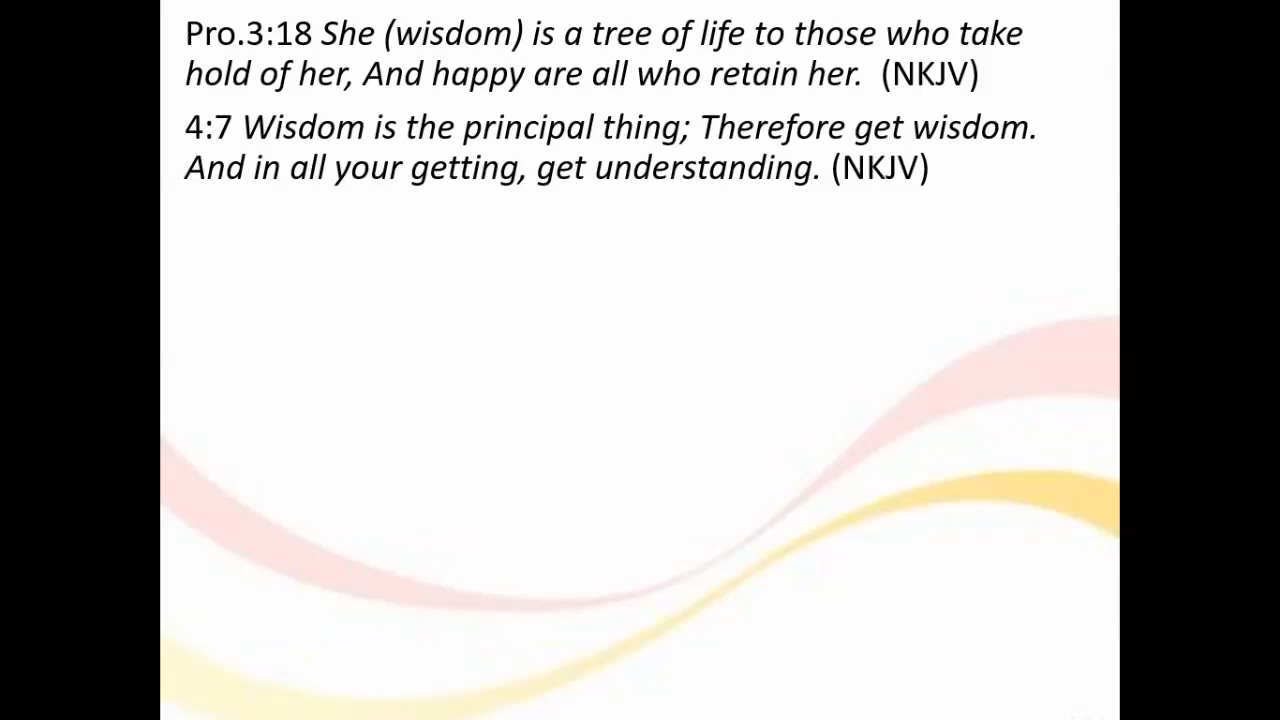 Pro.3:18 She (wisdom) is a tree of life to those who take
hold of her, And happy are all who retain her. (NKJV)
4:7 Wisdom is the principal thing; Therefore get wisdom.
And in all your getting, get understanding. (NKJV)